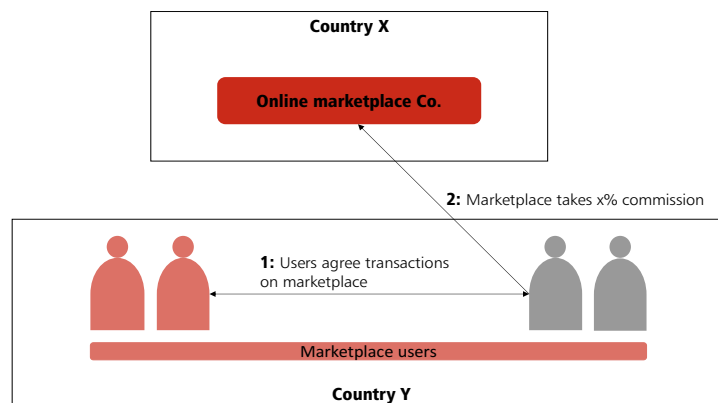 Country X
Online marketplace Co.
2: Marketplace takes x% commission
1: Users agree transactions
on marketplace
Marketplace users
Country Y